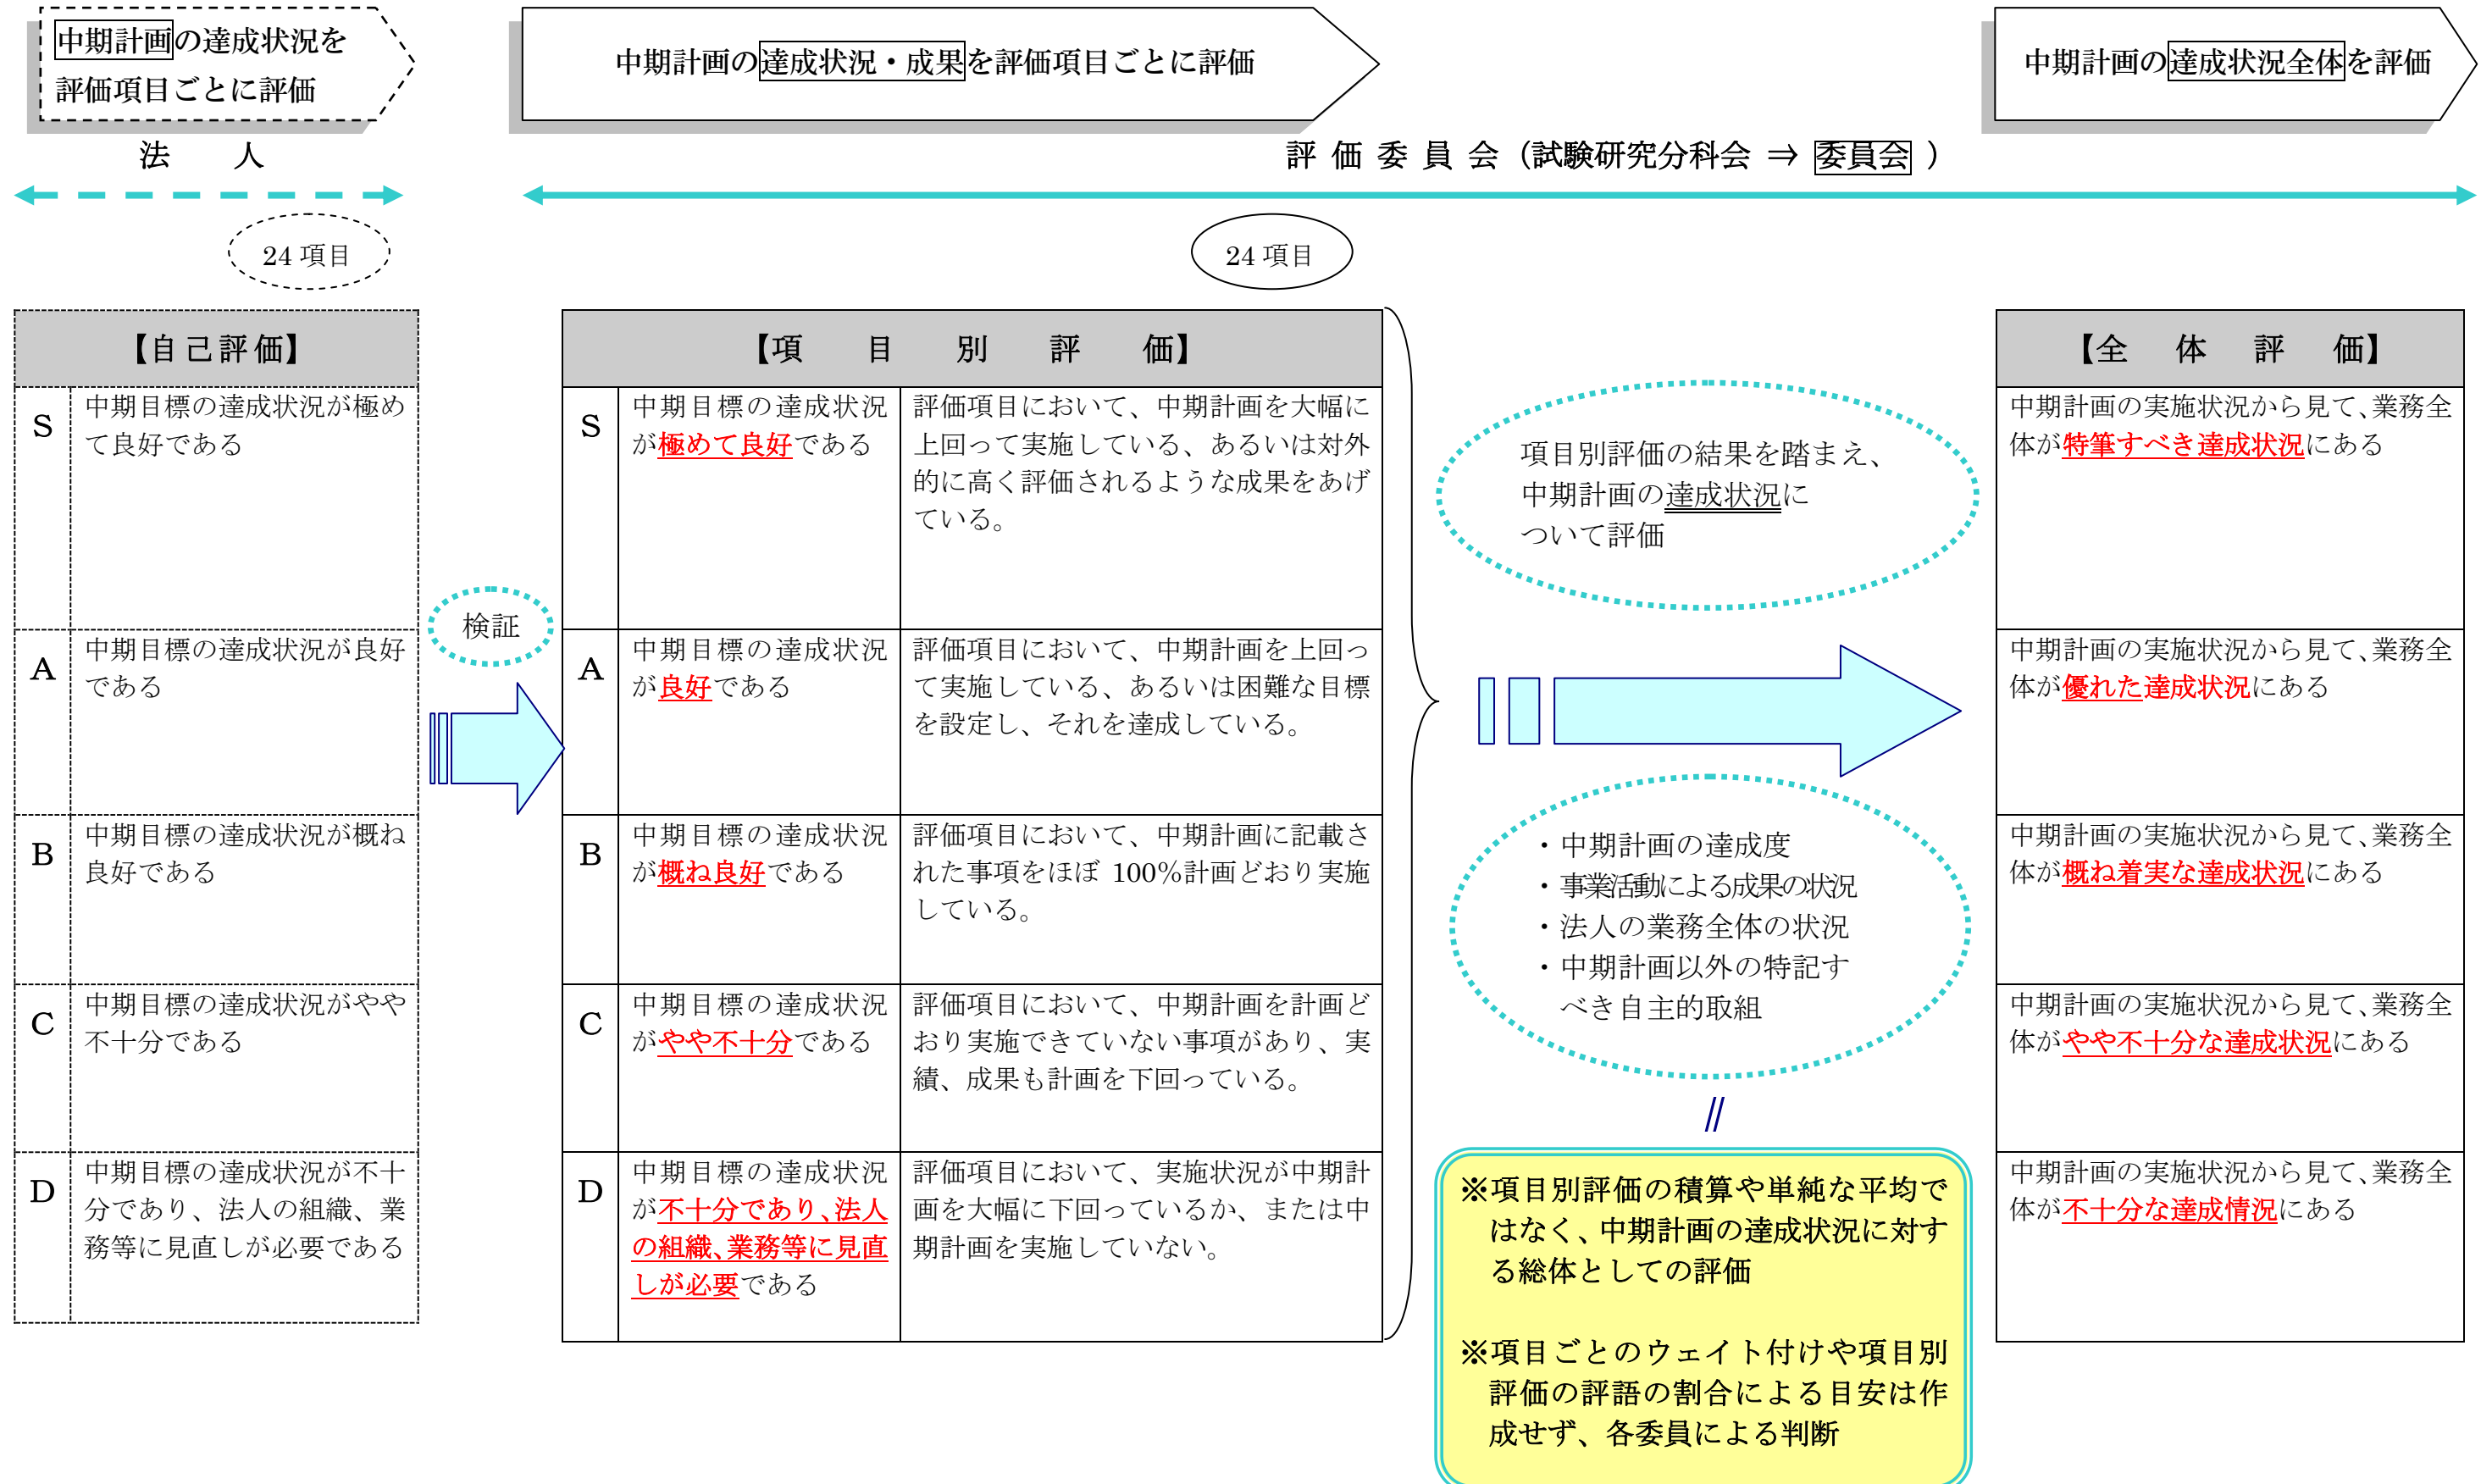 中期計画の達成状況を
評価項目ごとに評価
中期計画の達成状況・成果を評価項目ごとに評価
中期計画の達成状況全体を評価
法　人
評価委員会（試験研究分科会 ⇒ 委員会）
24 項目
24 項目
【自己評価】
S
中期目標の達成状況が極め
て良好である
A
中期目標の達成状況が良好
である
B
中期目標の達成状況が概ね
良好である
C
中期目標の達成状況がやや
不十分である
D
中期目標の達成状況が不十
分であり、法人の組織、業
務等に見直しが必要である
検証
【項目別評価】
S
中期目標の達成状況
が極めて良好である
評価項目において、中期計画を大幅に
上回って実施している、あるいは対外
的に高く評価されるような成果をあげ
ている。
A
中期目標の達成状況
が良好である
評価項目において、中期計画を上回っ
て実施している、あるいは困難な目標
を設定し、それを達成している。
B
中期目標の達成状況
が概ね良好である
評価項目において、中期計画に記載さ
れた事項をほぼ 100%計画どおり実施
している。
C
中期目標の達成状況
がやや不十分である
評価項目において、中期計画を計画ど
おり実施できていない事項があり、実
績、成果も計画を下回っている。
D
中期目標の達成状況
が不十分であり、法人
の組織、業務等に見直
しが必要である
評価項目において、実施状況が中期計
画を大幅に下回っているか、または中
期計画を実施していない。
項目別評価の結果を踏まえ、
中期計画の達成状況に
ついて評価
・中期計画の達成度
・事業活動による成果の状況
・法人の業務全体の状況
・中期計画以外の特記す
べき自主的取組
//
※項目別評価の積算や単純な平均で
はなく、中期計画の達成状況に対す
る総体としての評価
※項目ごとのウェイト付けや項目別
評価の評語の割合による目安は作
成せず、各委員による判断
【全体評価】
中期計画の実施状況から見て、業務全
体が特筆すべき達成状況にある
中期計画の実施状況から見て、業務全
体が優れた達成状況にある
中期計画の実施状況から見て、業務全
体が概ね着実な達成状況にある
中期計画の実施状況から見て、業務全
体がやや不十分な達成状況にある
中期計画の実施状況から見て、業務全
体が不十分な達成情況にある